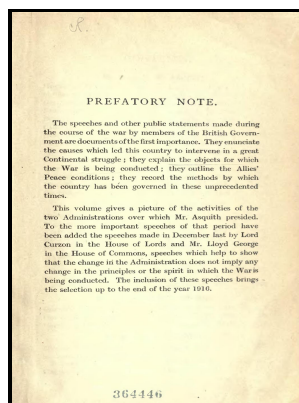 R.
PREFATORY NOTE.
The speeches and other public statements made during
the course of the war by members of the British Govern-
ment are documents of the first importance. They enunciate
the causes which led this country to intervene in a great
Continental struggle; they explain the objects for which
the War is being conducted; they outline the Allies'
Peace conditions; they record the methods by which
the country has been governed in these unprecedented
times.
This volume gives a picture of the activities of the
two Administrations over which Mr. Asquith presided.
To the more important speeches of that period have
been added the speeches made in December last by Lord
Curzon in the House of Lords and Mr. Lloyd George
in the House of Commons, speeches which help to show
that the change in the Administration does not imply any
change in the principles or the spirit in which the War is
being conducted. The inclusion of these speeches brings
the selection up to the end of the year 1916.
364446